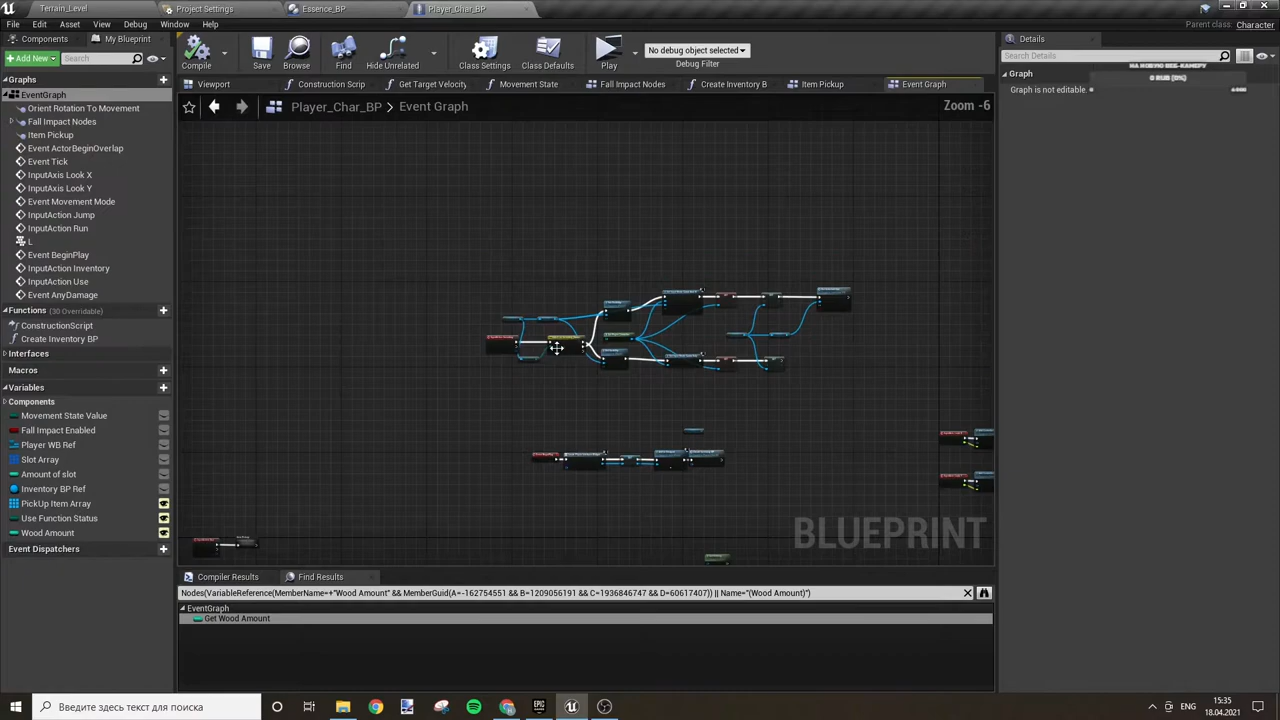 Terrain_Level
Project Settings
Essence_BP
Player_Char_BP
File
Edit
Asset
View
Debug
Window
Help
Parent class: Character
Components
My Blueprint
Add New
Search
Compile
Save
Browse
Find
Hide Unrelated
Class Settings
Class Defaults
Play
No debug object selected
Debug Filter
Details
Search Details
Graph
Graph is not editable.
Viewport
Construction Scrip
Get Target Velocity
Movement State
Fall Impact Nodes
Create Inventory B
Item Pickup
Event Graph
Player_Char_BP
Event Graph
Zoom -6
Graphs
EventGraph
Orient Rotation To Movement
Fall Impact Nodes
Item Pickup
Event ActorBeginOverlap
Event Tick
InputAxis Look X
InputAxis Look Y
Event Movement Mode
InputAction Jump
InputAction Run
L
Event BeginPlay
InputAction Inventory
InputAction Use
Event AnyDamage
Functions (30 Overridable)
ConstructionScript
Create Inventory BP
Interfaces
Macros
Variables
Components
Movement State Value
Fall Impact Enabled
Player WB Ref
Slot Array
Amount of slot
Inventory BP Ref
PickUp Item Array
Use Function Status
Wood Amount
Event Dispatchers
BLUEPRINT
Compiler Results
Find Results
Nodes(VariableReference(MemberName=+"Wood Amount" && MemberGuid(A=-162754551 && B=1209056191 && C=1936846747 && D=60617407)) || Name="(Wood Amount)")
EventGraph
Get Wood Amount
Введите здесь текст для поиска
ENG
15:35
18.04.2021